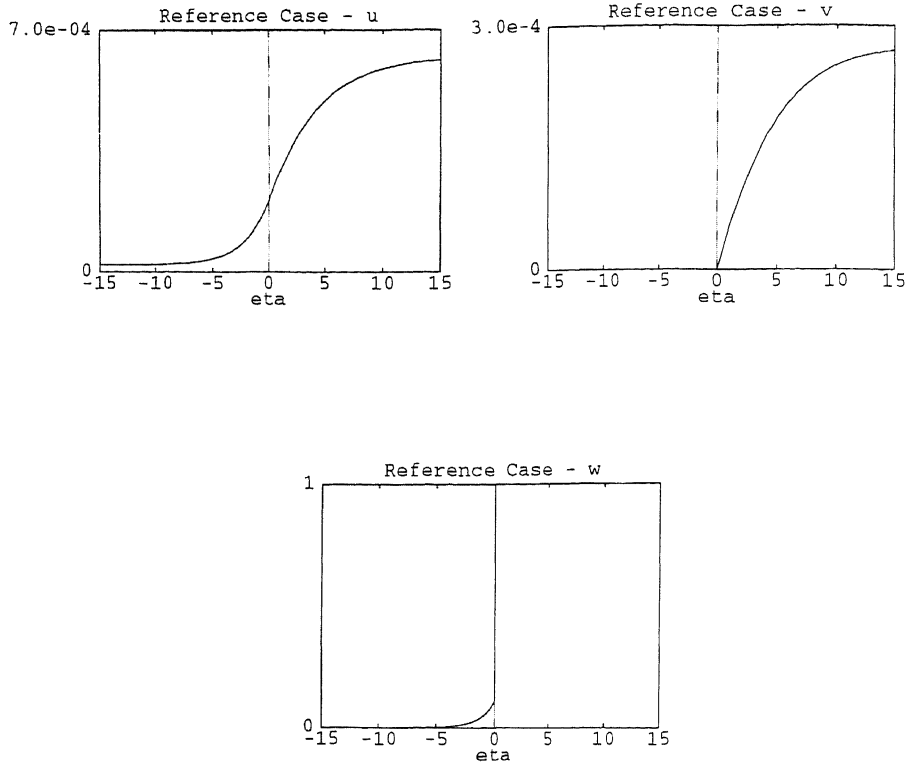 Reference Case - u
7.0e-04
0
-15 -10 -5 0 5 10 15
eta
Reference Case - v
3.0e-4
0
-15 -10 -5 0 5 10 15
eta
Reference Case - w
1
0
-15 -10 -5 0 5 10 15
eta